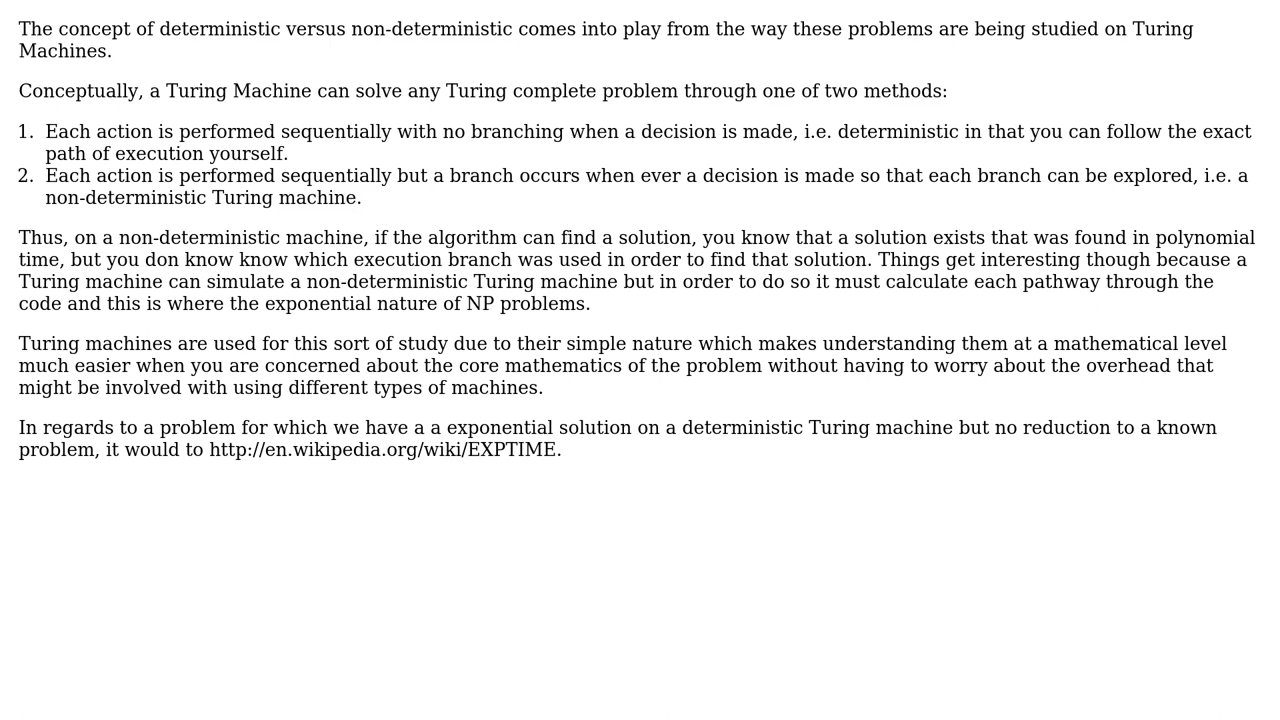 The concept of deterministic versus non-deterministic comes into play from the way these problems are being studied on Turing
Machines.
Conceptually, a Turing Machine can solve any Turing complete problem through one of two methods:
1. Each action is performed sequentially with no branching when a decision is made, i.e. deterministic in that you can follow the exact
path of execution yourself.
2. Each action is performed sequentially but a branch occurs when ever a decision is made so that each branch can be explored, i.e. a
non-deterministic Turing machine.
Thus, on a non-deterministic machine, if the algorithm can find a solution, you know that a solution exists that was found in polynomial
time, but you don know know which execution branch was used in order to find that solution. Things get interesting though because a
Turing machine can simulate a non-deterministic Turing machine but in order to do so it must calculate each pathway through the
code and this is where the exponential nature of NP problems.
Turing machines are used for this sort of study due to their simple nature which makes understanding them at a mathematical level
much easier when you are concerned about the core mathematics of the problem without having to worry about the overhead that
might be involved with using different types of machines.
In regards to a problem for which we have a a exponential solution on a deterministic Turing machine but no reduction to a known
problem, it would to http://en.wikipedia.org/wiki/EXPTIME.